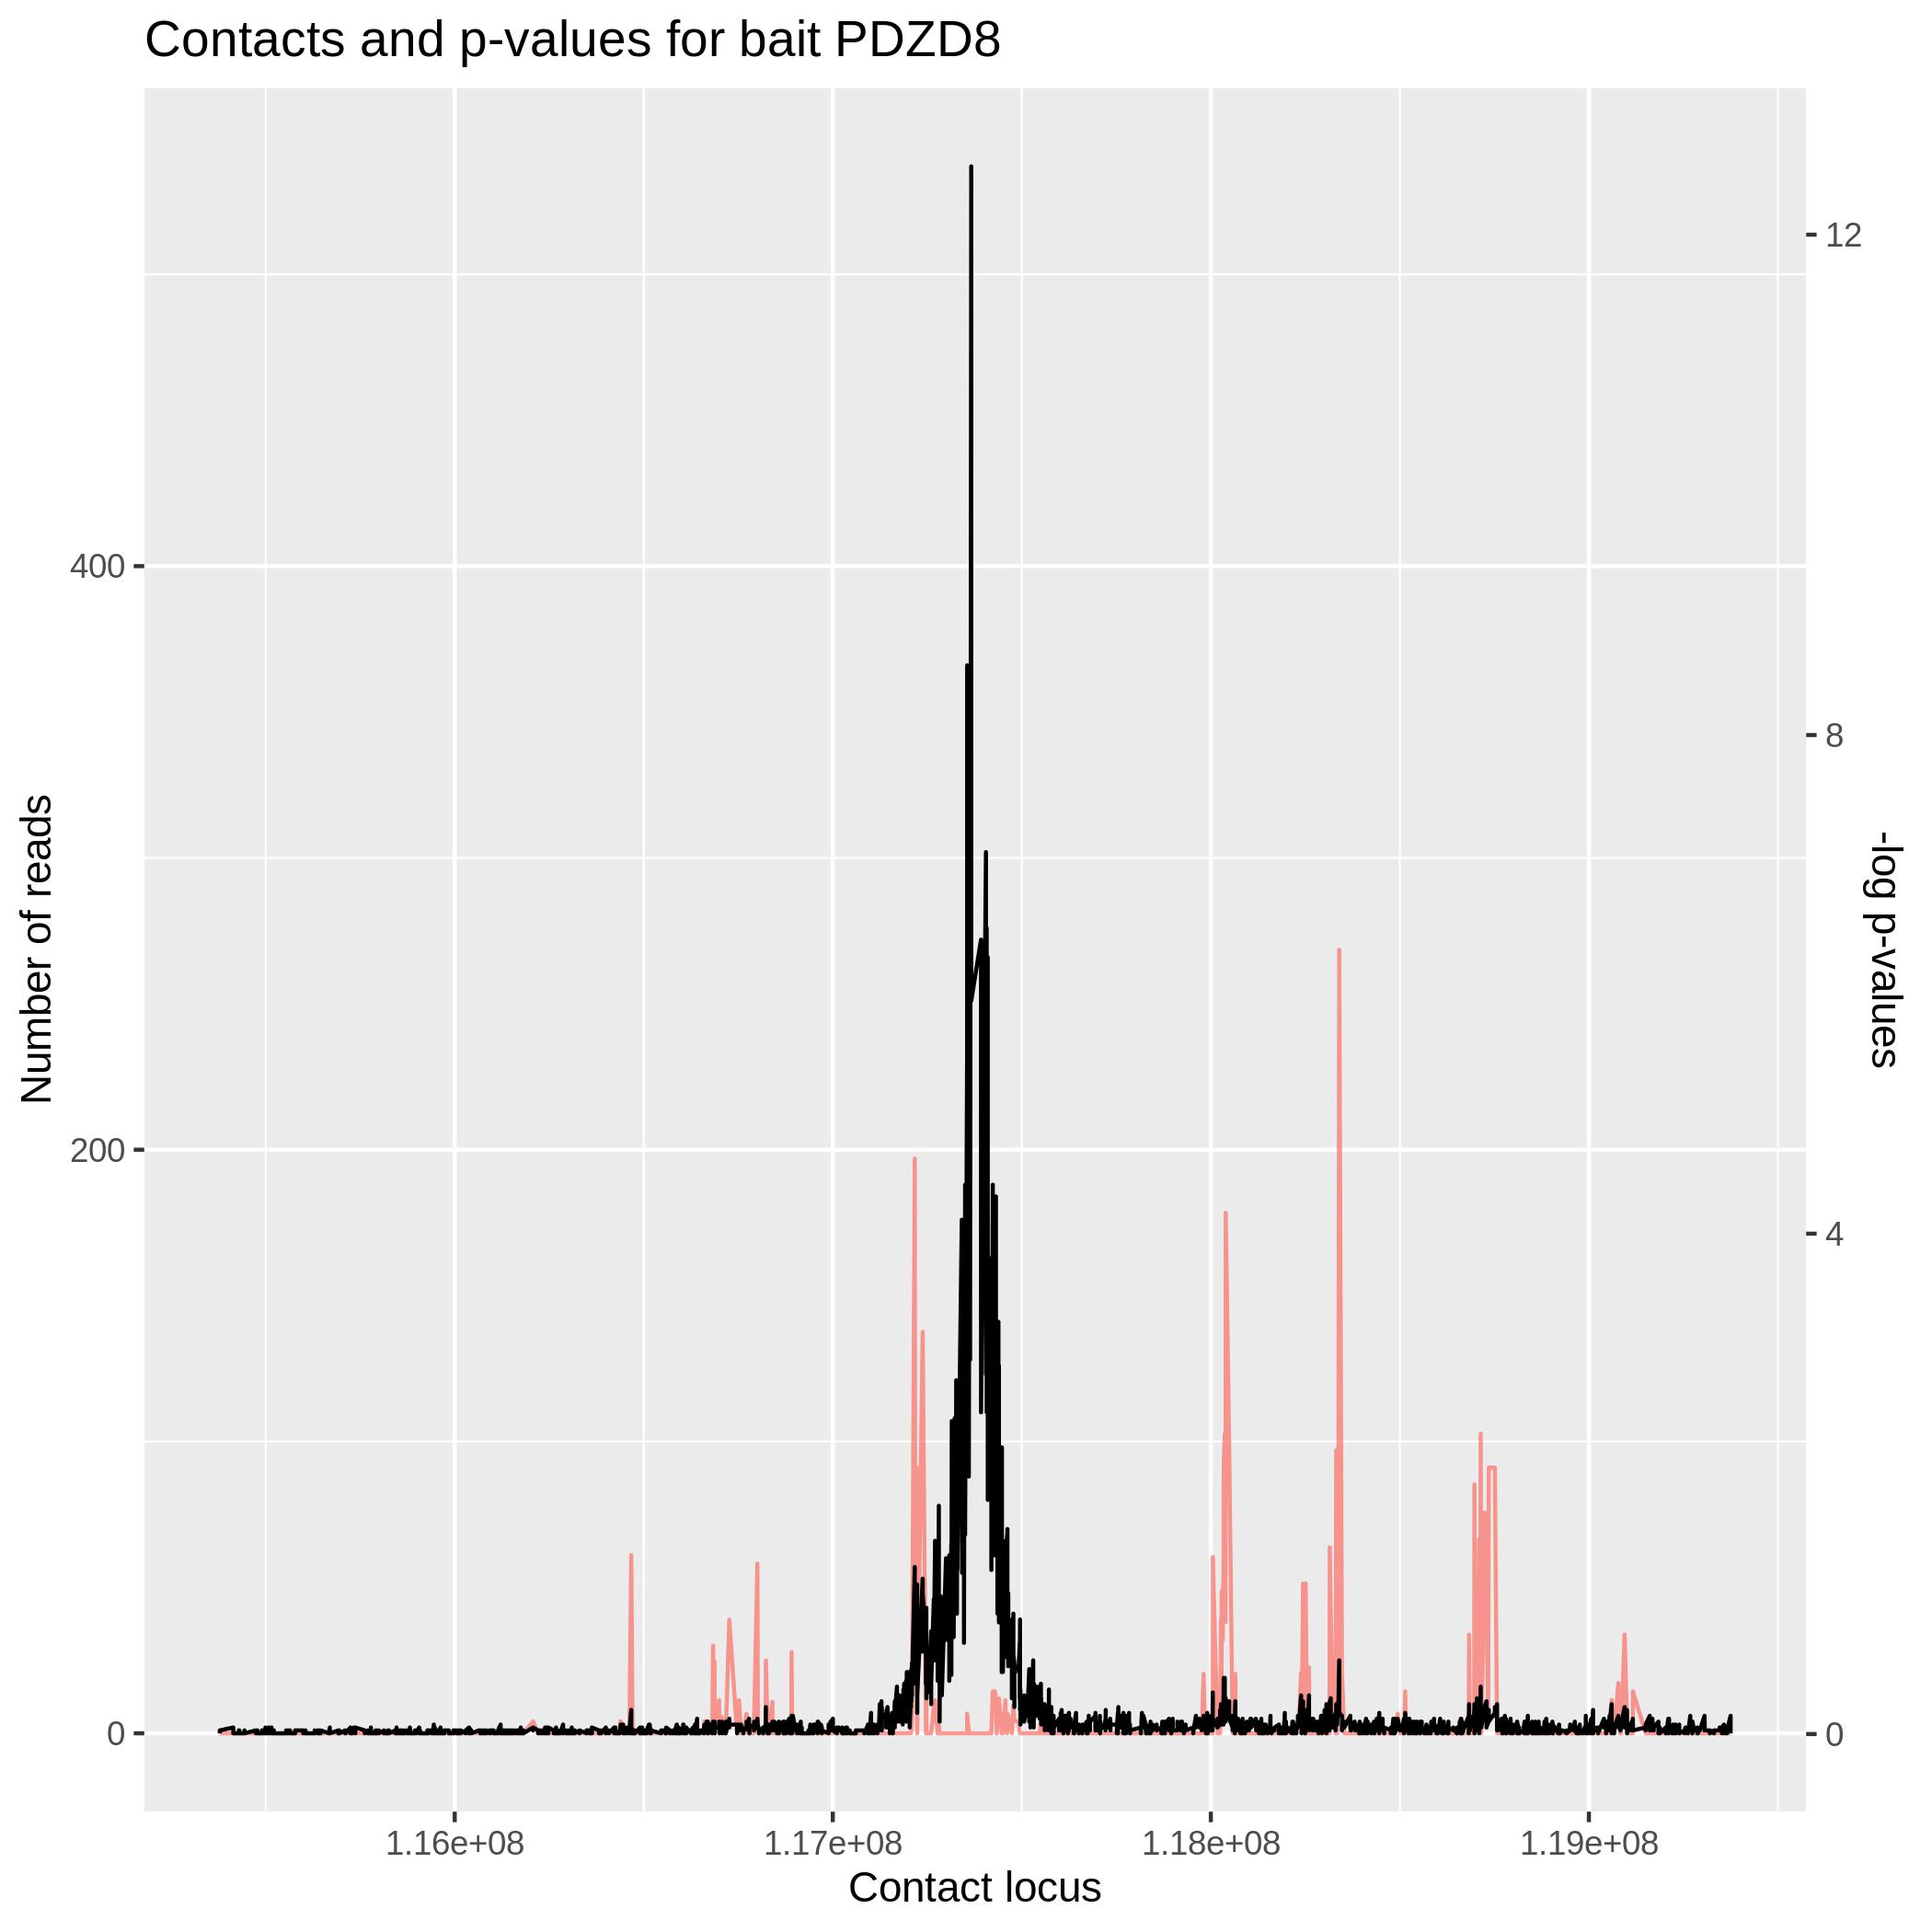 Contacts and p-values for bait PDZD8
Number of reads
400
200
0
12
8
4
0
-log p-values
1.16e+08
1.17e+08
1.18e+08
1.19e+08
Contact locus